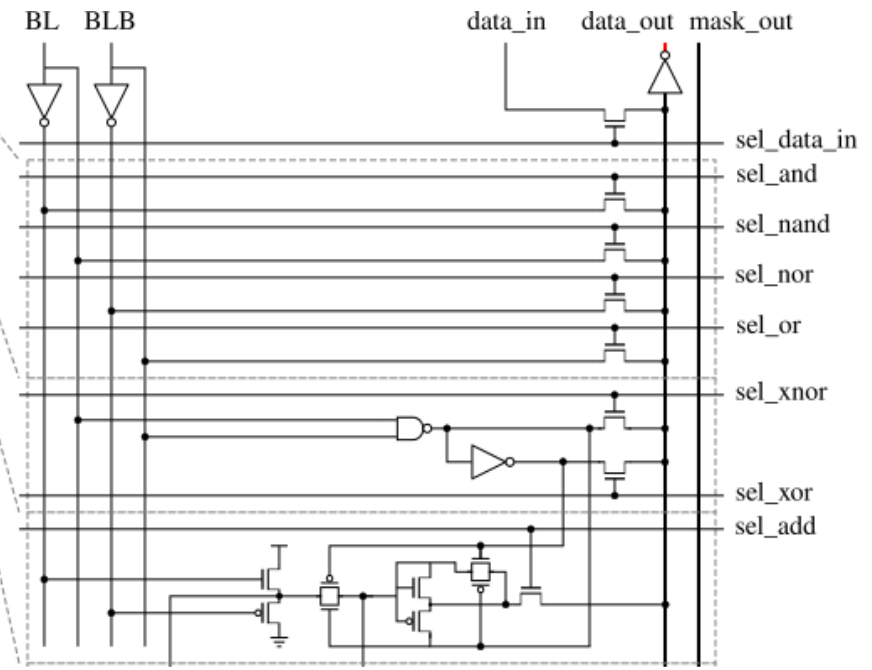 BL BLB data_in data_out mask_out
sel_data_in
sel_and
sel_nand
sel_nor
sel_or
sel_xnor
sel_xor
sel_add